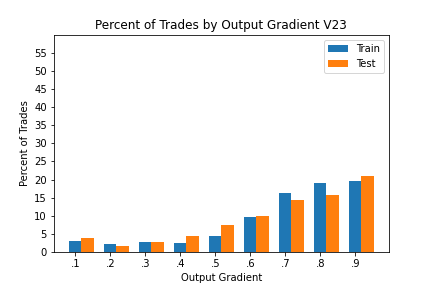 Percent of Trades by Output Gradient V23
Train
Test
Percent of Trades
55
50
45
40
35
30
25
20
15
10
5
0
.1 .2 .3 .4 .5 .6 .7 .8 .9
Output Gradient